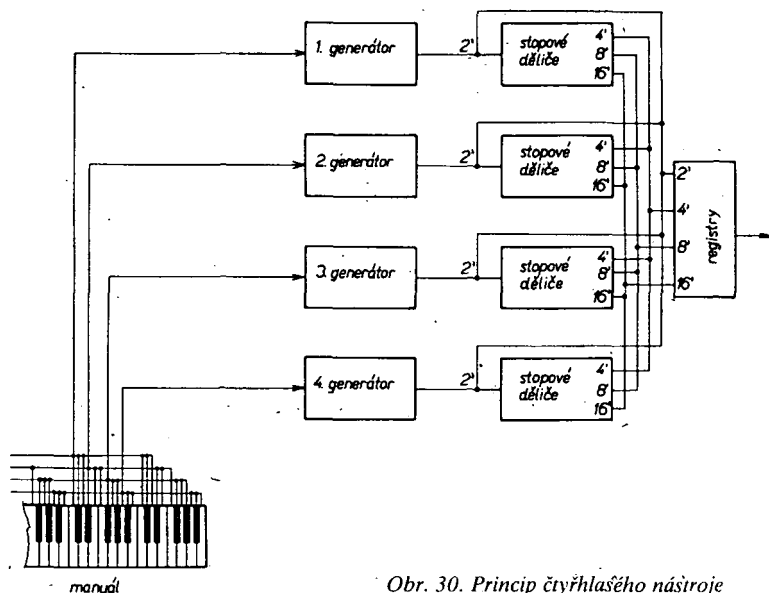 1. generátor
2'
stopové
děliče
4'
8'
16'
2. generátor
2'
stopové
děliče
4'
8'
16'
3. generátor
2'
stopové
děliče
4'
8'
16'
4. generátor
2'
stopové
děliče
4'
8'
16'
2'
4'
8'
16'
registry
manuál
Obr. 30. Princip čtyřhlasého nástroje